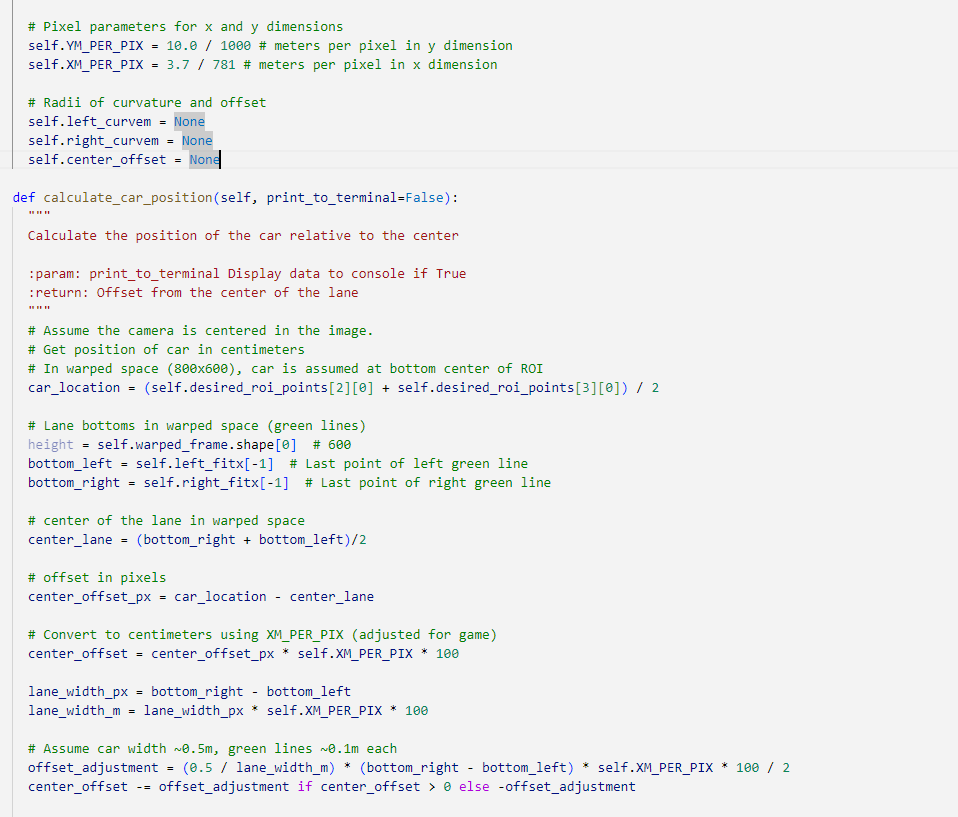 # Pixel parameters for x and y dimensions
self.YM_PER_PIX = 10.0 / 1000 # meters per pixel in y dimension
self.XM_PER_PIX = 3.7 / 781 # meters per pixel in x dimension
# Radii of curvature and offset
self.left_curvem = None
self.right_curvem = None
self.center_offset = None
def calculate_car_position(self, print_to_terminal=False):
"""
Calculate the position of the car relative to the center
:param: print_to_terminal Display data to console if True
:return: Offset from the center of the lane
"""
# Assume the camera is centered in the image.
# Get position of car in centimeters
# In warped space (800x600), car is assumed at bottom center of ROI
car_location = (self.desired_roi_points[2][0] + self.desired_roi_points[3][0]) / 2
# Lane bottoms in warped space (green lines)
height = self.warped_frame.shape[0]  # 600
bottom_left = self.left_fitx[-1]  # Last point of left green line
bottom_right = self.right_fitx[-1]  # Last point of right green line
# center of the lane in warped space
center_lane = (bottom_right + bottom_left)/2
# offset in pixels
center_offset_px = car_location - center_lane
# Convert to centimeters using XM_PER_PIX (adjusted for game)
center_offset = center_offset_px * self.XM_PER_PIX * 100
lane_width_px = bottom_right - bottom_left
lane_width_m = lane_width_px * self.XM_PER_PIX * 100
# Assume car width ~0.5m, green lines ~0.1m each
offset_adjustment = (0.5 / lane_width_m) * (bottom_right - bottom_left) * self.XM_PER_PIX * 100 / 2
center_offset -= offset_adjustment if center_offset > 0 else -offset_adjustment